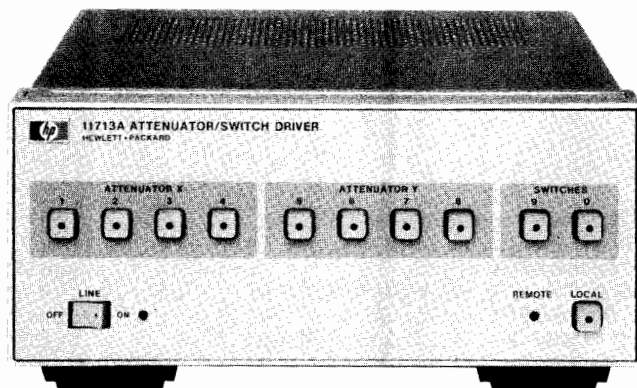 hp 11713A ATTENUATOR/SWITCH DRIVER
HEWLETT • PACKARD
ATTENUATOR X ATTENUATOR Y SWITCHES
1 2 3 4 5 6 7 8 9 0
LINE REMOTE LOCAL
OFF ON